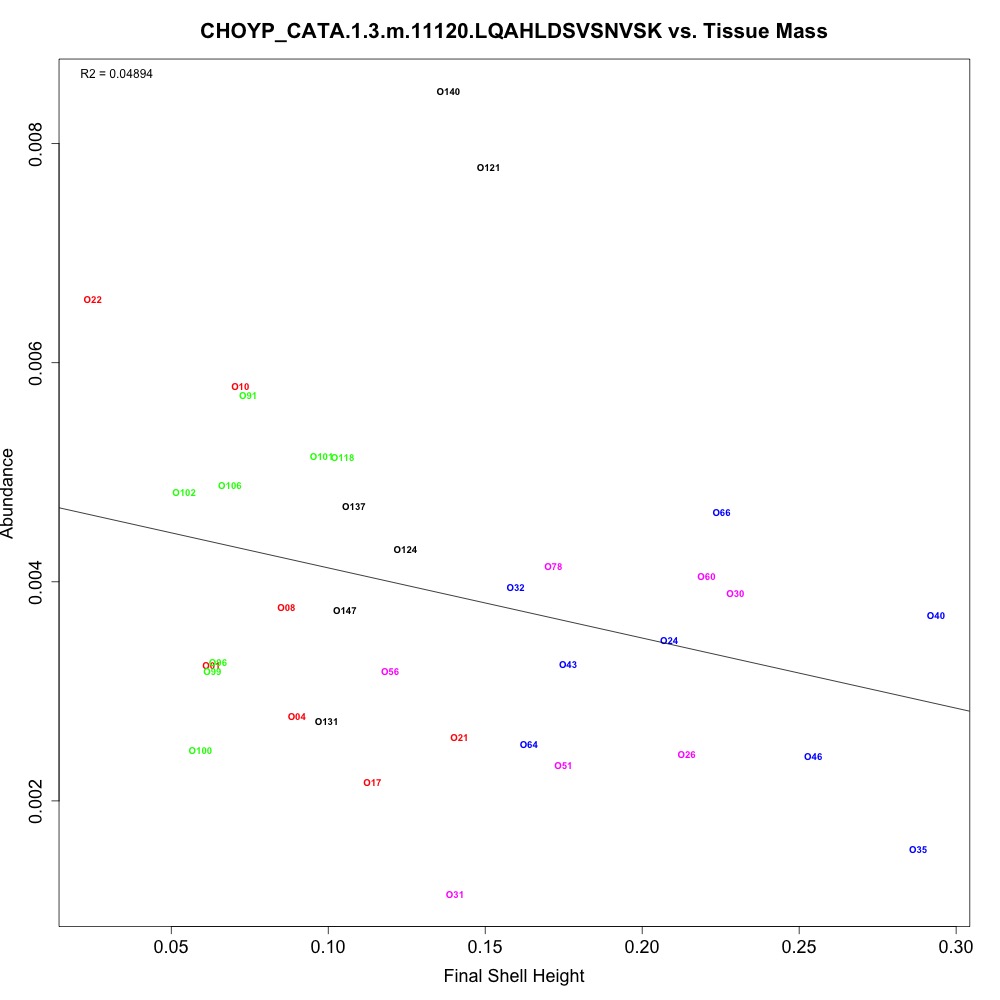 CHOYP_CATA.1.3.m.11120.LQAHLDSVSNVSK vs. Tissue Mass
R2 = 0.04894
O140
O121
O22
O10
O91
O101
O118
O106
O102
O137
O66
O124
O78
O60
O32
O30
O08
O147
O40
O24
O96
O01
O43
O99
O56
O04
O131
O21
O64
O100
O26
O46
O51
O17
O35
O31
Abundance
0.008
0.006
0.004
0.002
0.05 0.10 0.15 0.20 0.25 0.30
Final Shell Height